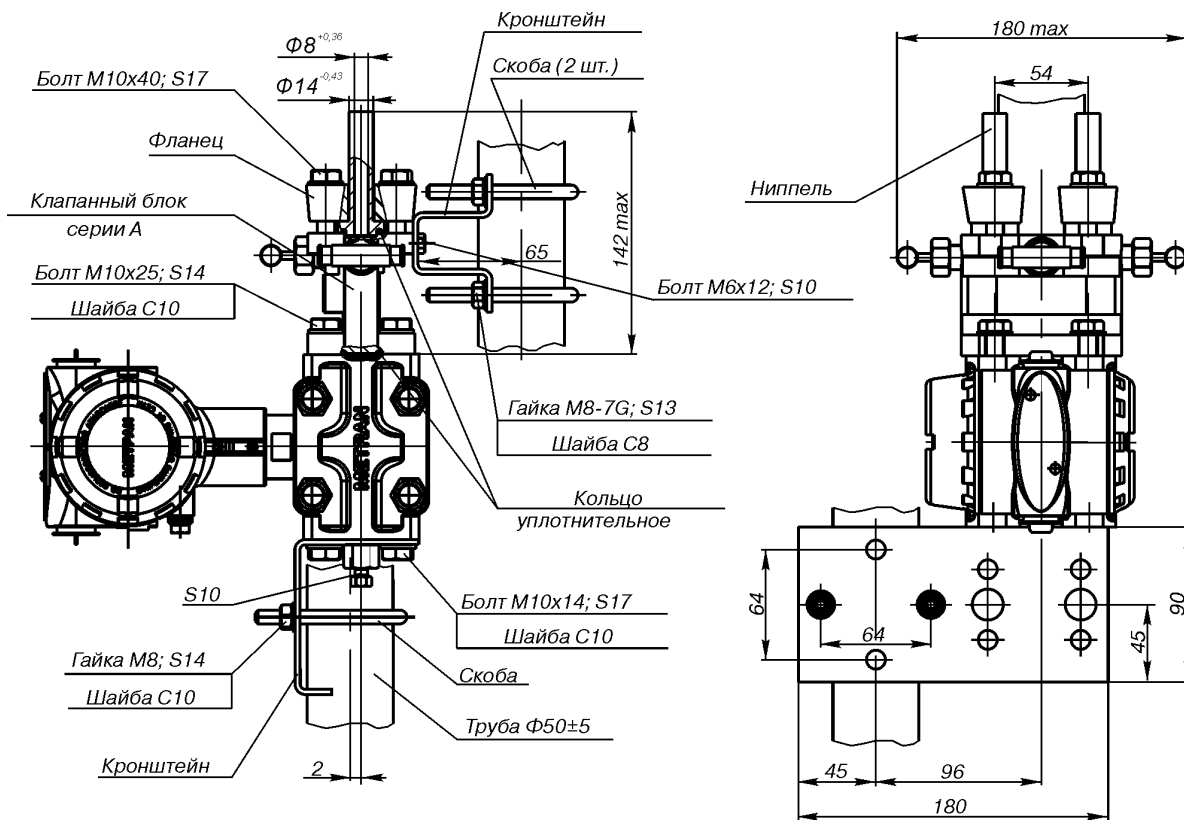 Кронштейн
180 max
Ф8+0,36
Скоба (2 шт.)
54
Болт М10х40; S17
Ф14-0,43
Фланец
Ниппель
Клапанный блок
серии А
142 max
65
Болт М10х25; S14
Шайба С10
Болт М6х12; S10
Гайка М8-7G; S13
Шайба С8
METRAN
METRAN
Кольцо
уплотнительное
S10
Болт М10х14; S17
Шайба С10
64
64
45
90
Гайка М8; S14
Шайба С10
Скоба
Труба Ф50±5
Кронштейн
2
45
96
180